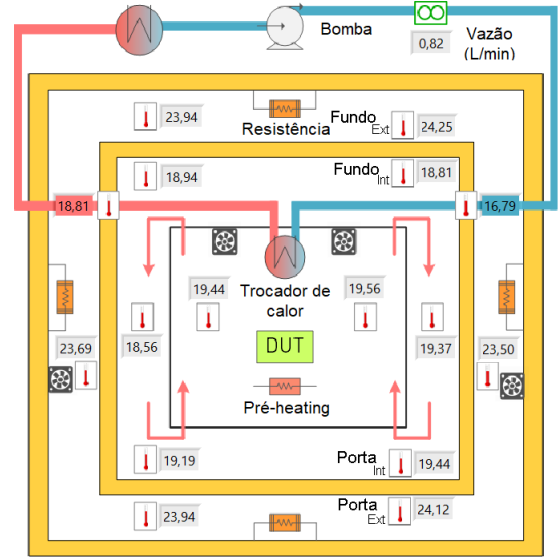 Bomba
Vazão
(L/min)
0,82
23,94
Resistência
Fundo
Ext
24,25
18,94
Fundo
Int
18,81
18,81
16,79
19,44
Trocador de
calor
19,56
23,69
18,56
DUT
19,37
23,50
Pré-heating
19,19
Porta
Int
19,44
23,94
Porta
Ext
24,12